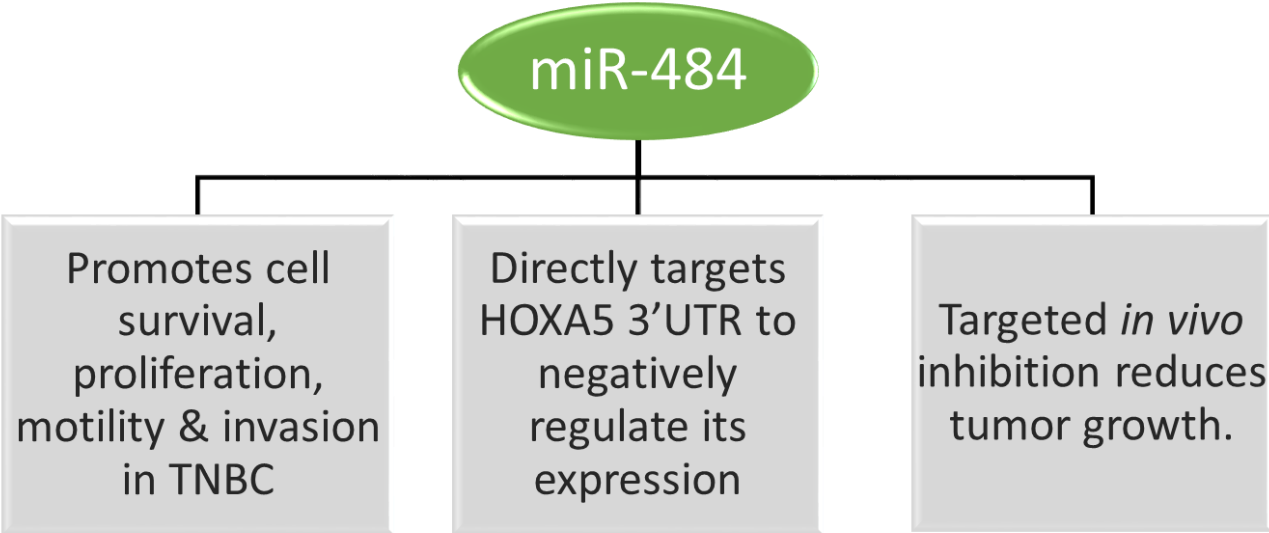 miR-484
Promotes cell
survival,
proliferation,
motility & invasion
in TNBC
Directly targets
HOXA5 3’UTR to
negatively
regulate its
expression
Targeted in vivo
inhibition reduces
tumor growth.